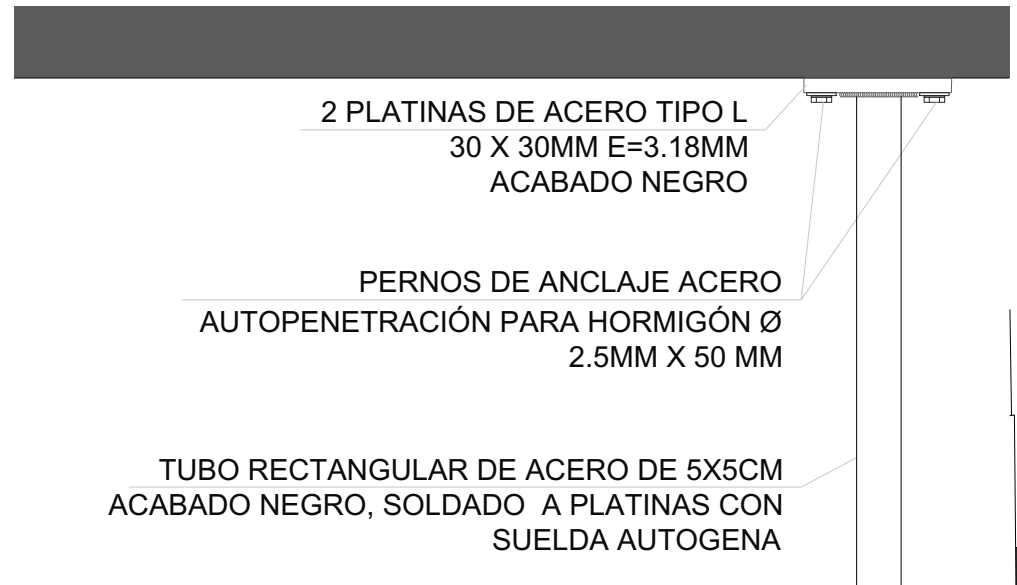 2 PLATINAS DE ACERO TIPO L
30 X 30MM E=3.18MM
ACABADO NEGRO
PERNOS DE ANCLAJE ACERO
AUTOPENETRACIÓN PARA HORMIGÓN Ø
2.5MM X 50 MM
TUBO RECTANGULAR DE ACERO DE 5X5CM
ACABADO NEGRO, SOLDADO  A PLATINAS CON
SUELDA AUTOGENA